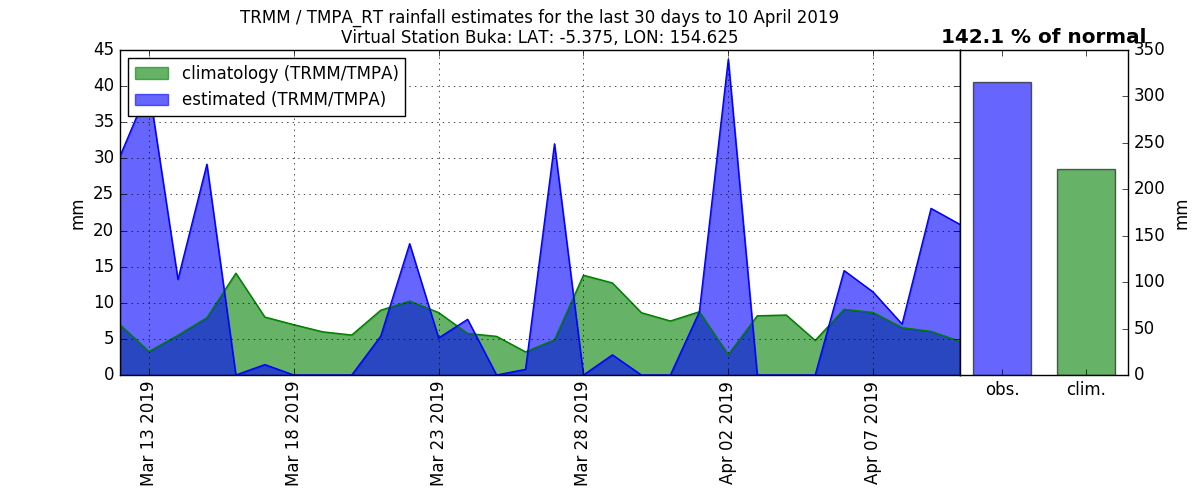 TRMM / TMPA_RT rainfall estimates for the last 30 days to 10 April 2019
Virtual Station Buka: LAT: -5.375, LON: 154.625
142.1 % of normal
climatology (TRMM/TMPA)
estimated (TRMM/TMPA)
45
40
35
30
25
20
15
10
5
0
mm
Mar 13 2019
Mar 18 2019
Mar 23 2019
Mar 28 2019
Apr 02 2019
Apr 07 2019
obs.
clim.
350
300
250
200
150
100
50
0
mm